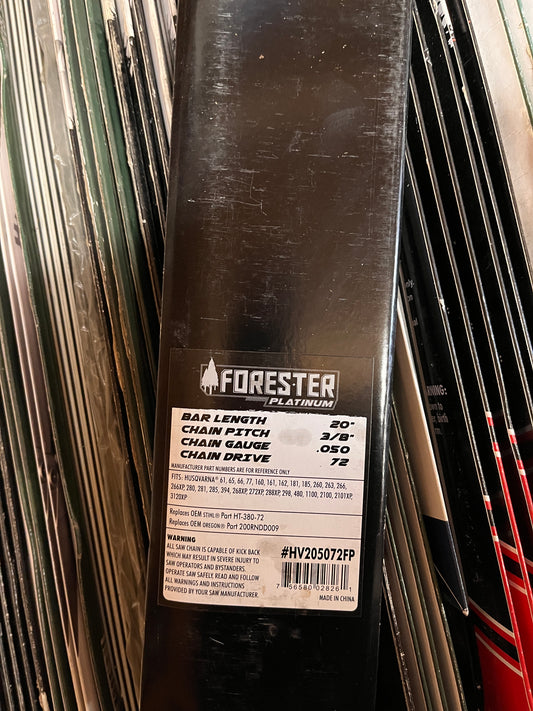 FORESTER
PLATINUM
BAR LENGTH 20"
CHAIN PITCH 3/8"
CHAIN GAUGE .050
CHAIN DRIVE 72
MANUFACTURER PART NUMBERS ARE FOR REFERENCE ONLY
FITS: HUSQVARNA® 61, 65, 66, 77, 160, 161, 162, 181, 185, 260, 263, 266,
266XP, 280, 281, 285, 394, 268XP, 272XP, 288XP, 298, 480, 1100, 2100, 2101XP,
3120XP
Replaces OEM STIHL® Part HT-380-72
Replaces OEM OREGON® Part 200RNDD009
WARNING
ALL SAW CHAIN IS CAPABLE OF KICK BACK
WHICH MAY RESULT IN SEVERE INJURY TO
SAW OPERATORS AND BYSTANDERS.
OPERATE SAW SAFELY. READ AND FOLLOW
ALL WARNINGS AND INSTRUCTIONS
PROVIDED BY YOUR SAW MANUFACTURER.
#HV205072FP
7 56580 02826 1
MADE IN CHINA
WARNING: